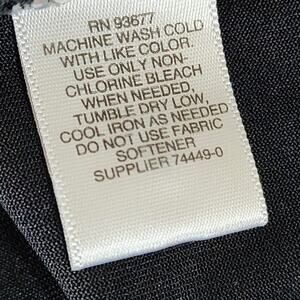 RN 93677
MACHINE WASH COLD
WITH LIKE COLOR.
USE ONLY NON-
CHLORINE BLEACH
WHEN NEEDED,
TUMBLE DRY LOW,
COOL IRON AS NEEDED
DO NOT USE FABRIC
SOFTENER
SUPPLIER 74449-0